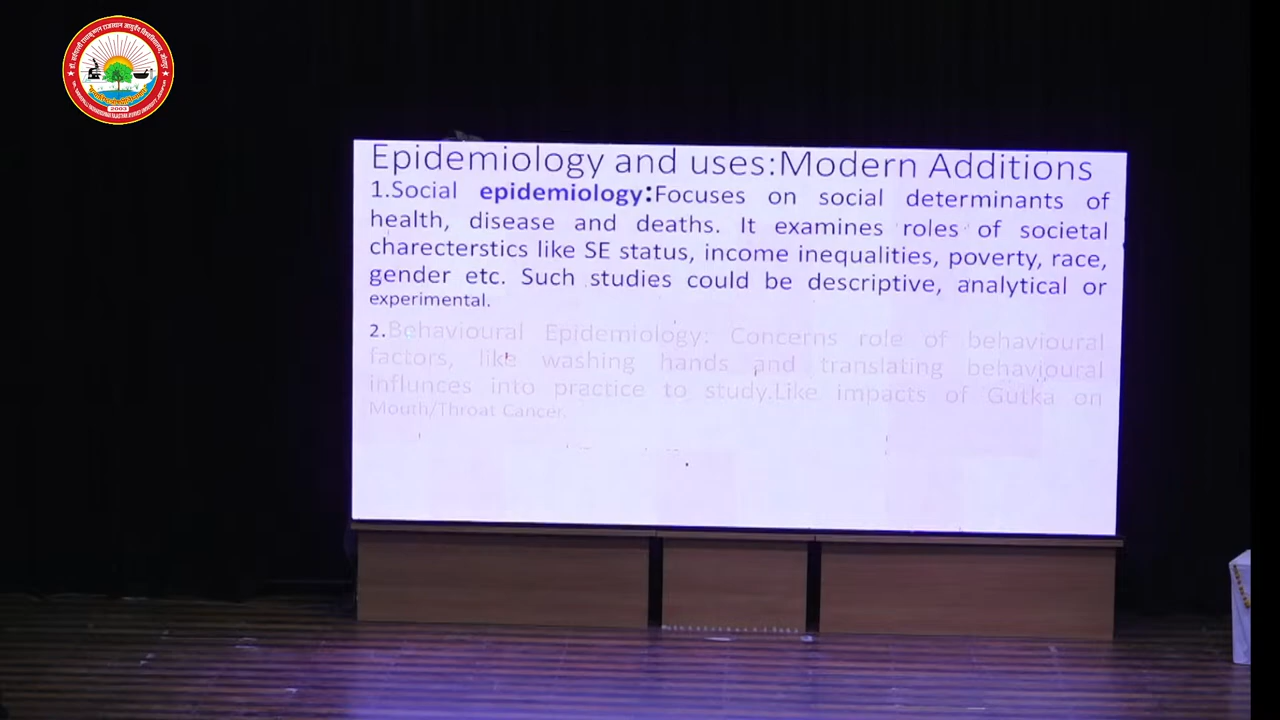 2003
Epidemiology and uses:Modern Additions
1.Social epidemiology:Focuses on social determinants of
health, disease and deaths. It examines roles of societal
charecterstics like SE status, income inequalities, poverty, race,
gender etc. Such studies could be descriptive, analytical or
experimental.
2.Behavioural Epidemiology: Concerns role of behavioural
factors, like washing hands and translating behavioural
influnces into practice to study.Like impacts of Gutka on
Mouth/Throat Cancer.